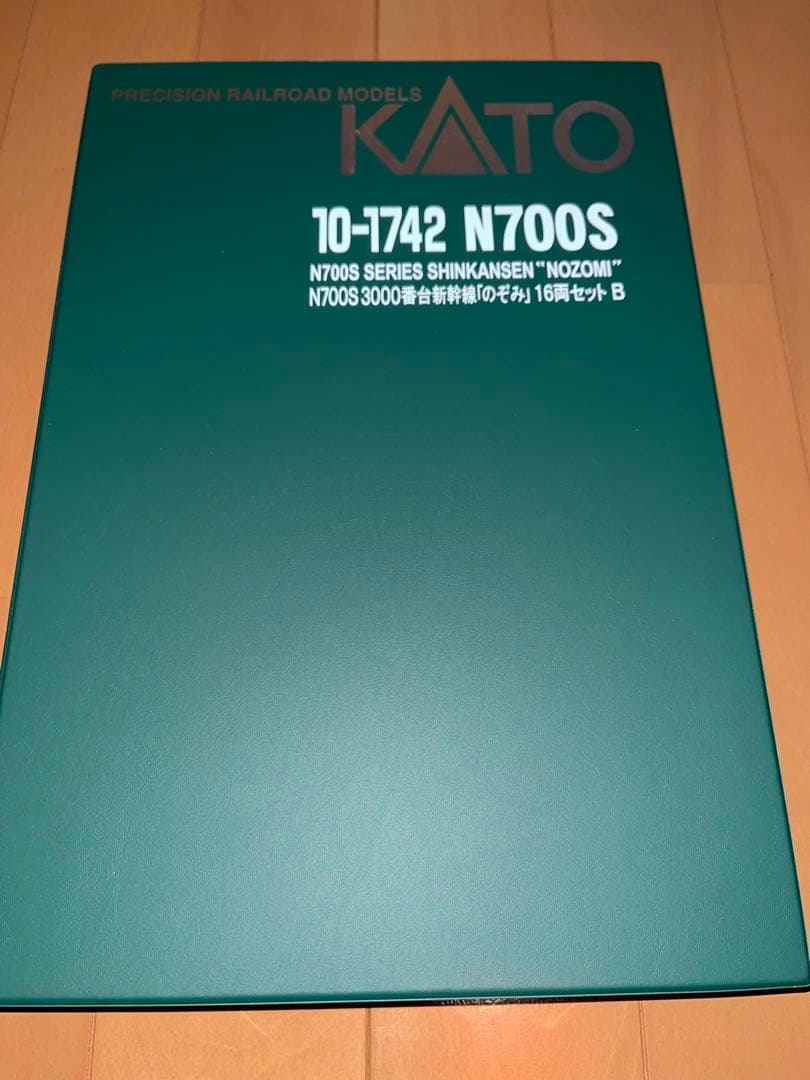 PRECISION RAILROAD MODELS
KATO
10-1742 N700S
N700S SERIES SHINKANSEN "NOZOMI"
N700S 3000番台新幹線「のぞみ」 16両セット B